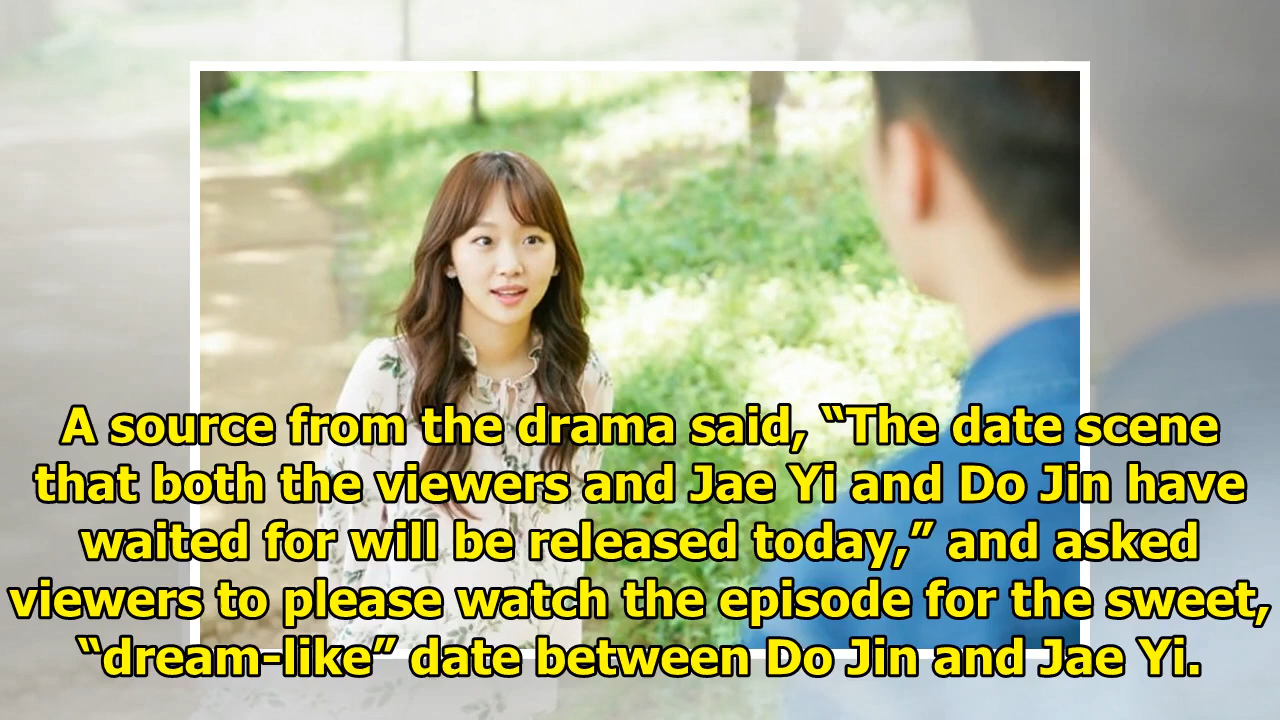 A source from the drama said, “The date scene
that both the viewers and Jae Yi and Do Jin have
waited for will be released today,” and asked
viewers to please watch the episode for the sweet,
“dream-like” date between Do Jin and Jae Yi.